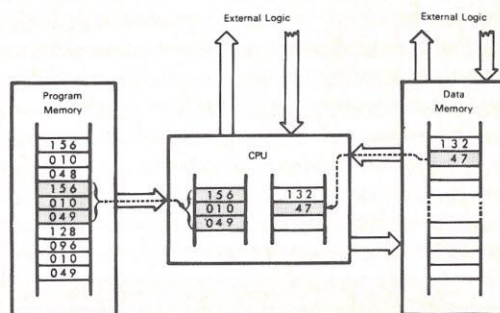 External Logic
External Logic
Program
Memory
156
010
048
156
010
049
128
096
010
049
CPU
156
010
049
132
47
Data
Memory
132
47